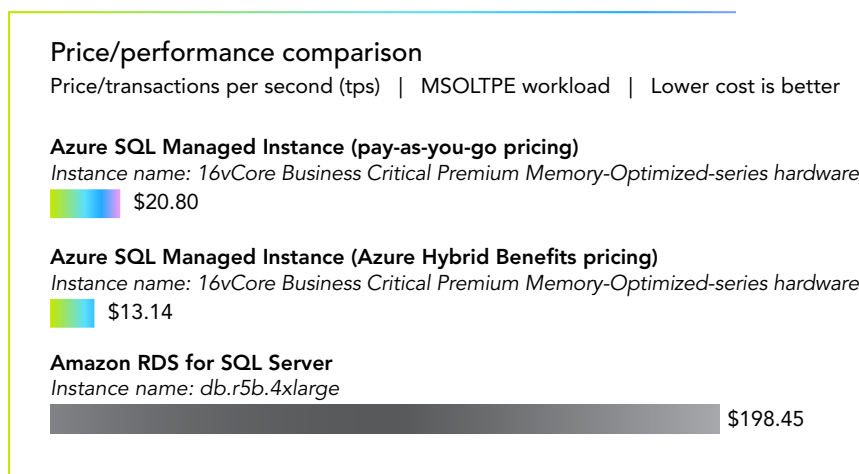 Price/performance comparison
Price/transactions per second (tps) | MSOLTPE workload | Lower cost is better
Azure SQL Managed Instance (pay-as-you-go pricing)
Instance name: 16vCore Business Critical Premium Memory-Optimized-series hardware
$20.80
Azure SQL Managed Instance (Azure Hybrid Benefits pricing)
Instance name: 16vCore Business Critical Premium Memory-Optimized-series hardware
$13.14
Amazon RDS for SQL Server
Instance name: db.r5b.4xlarge
$198.45